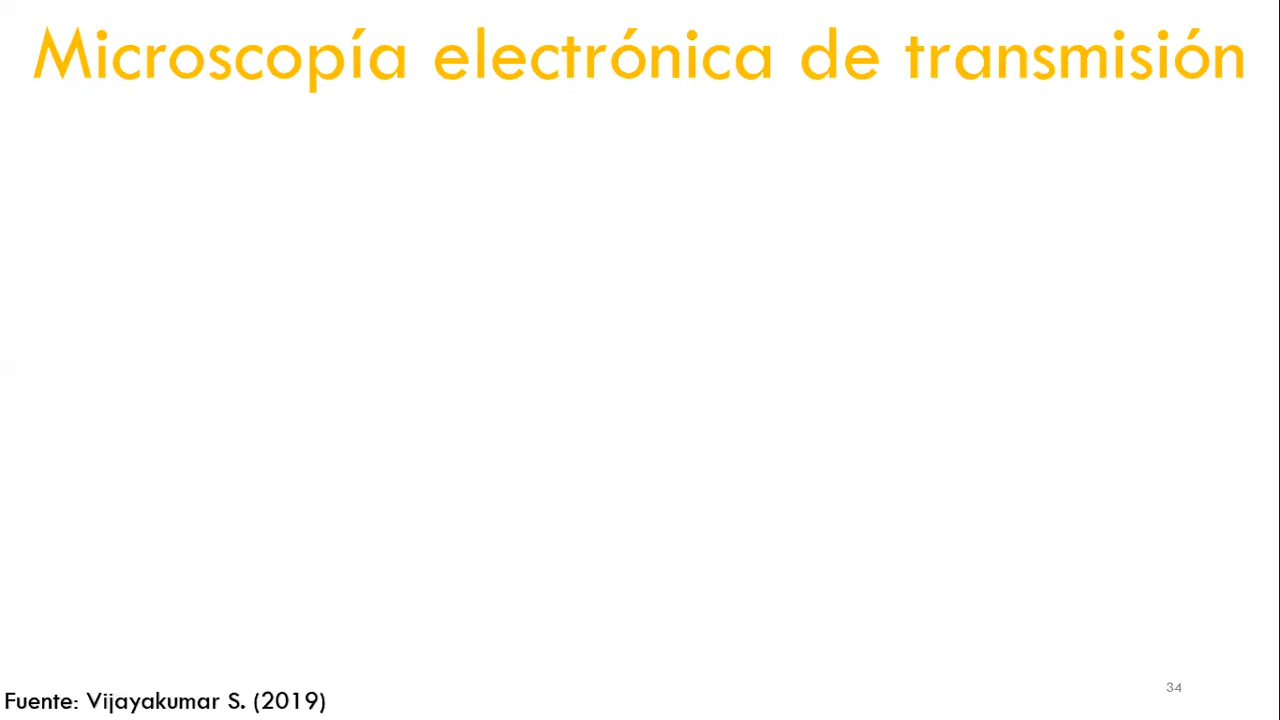 Microscopía electrónica de transmisión
34
Fuente: Vijayakumar S. (2019)